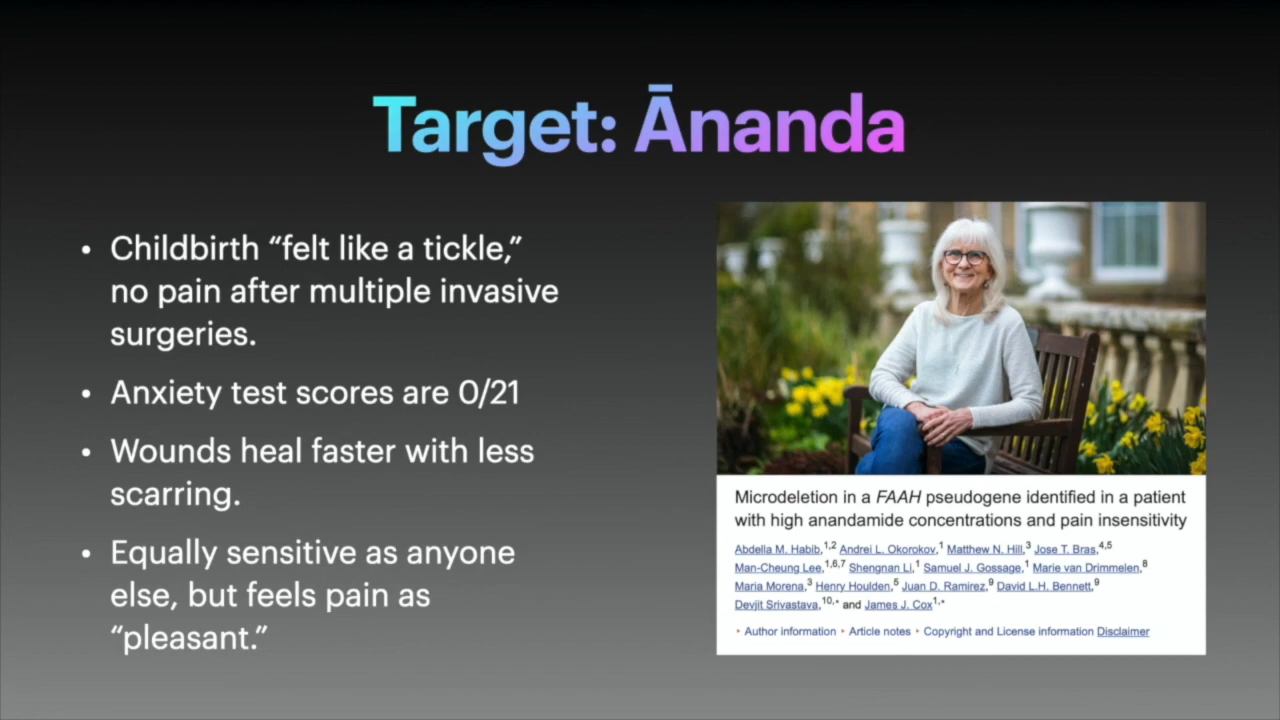 Target: Ānanda
• Childbirth “felt like a tickle,”
no pain after multiple invasive
surgeries.
• Anxiety test scores are 0/21
• Wounds heal faster with less
scarring.
• Equally sensitive as anyone
else, but feels pain as
“pleasant.”
Microdeletion in a FAAH pseudogene identified in a patient
with high anandamide concentrations and pain insensitivity
Abdella M. Habib,1,2 Andrei L. Okorokov,1 Matthew N. Hill,3 Jose T. Bras,4,5
Man-Cheung Lee,1,6,7 Shengnan Li,1 Samuel J. Gossage,1 Marie van Drimmelen,8
Maria Morena,3 Henry Houlden,5 Juan D. Ramirez,9 David L.H. Bennett,9
Devjit Srivastava,10,* and James J. Cox1,*
‣ Author information ‣ Article notes ‣ Copyright and License information Disclaimer